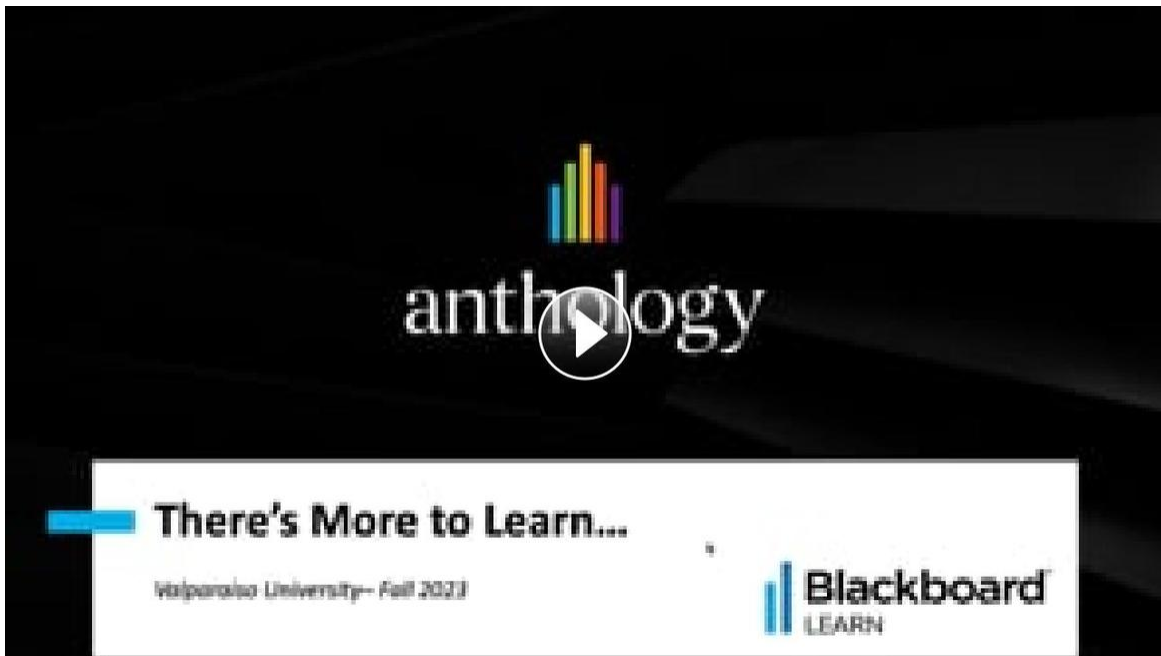 anthology
There's More to Learn...
Valparaiso University– Fall 2023
Blackboard
LEARN